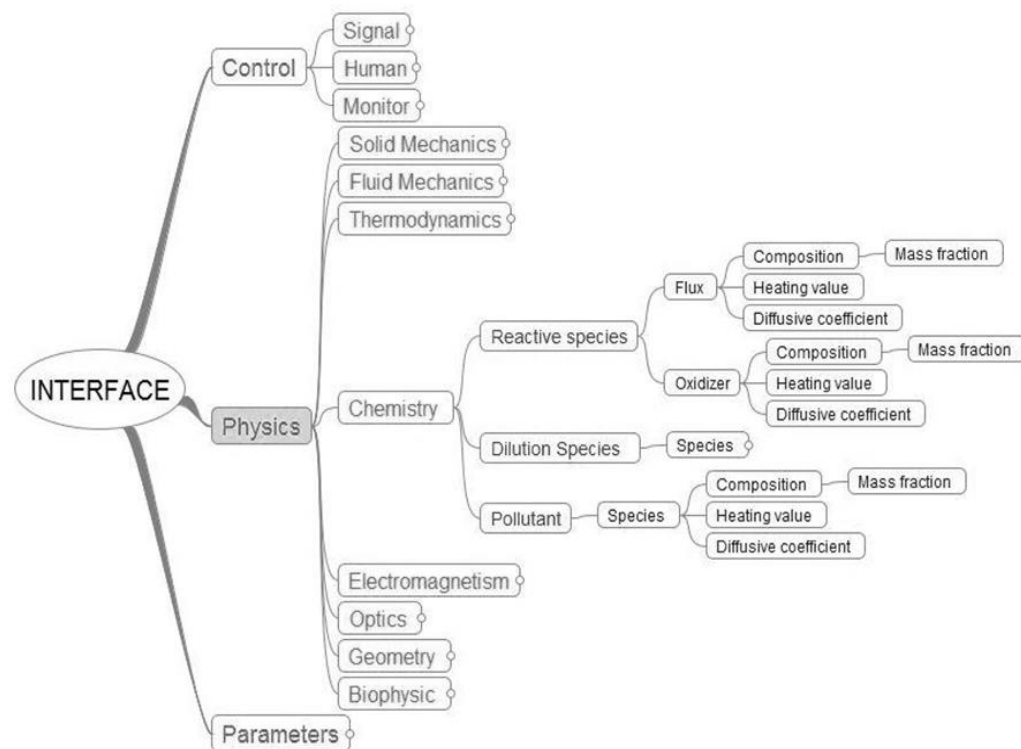 INTERFACE
Control
Signal
Human
Monitor
Physics
Solid Mechanics
Fluid Mechanics
Thermodynamics
Chemistry
Reactive species
Flux
Composition
Mass fraction
Heating value
Diffusive coefficient
Oxidizer
Composition
Mass fraction
Heating value
Diffusive coefficient
Dilution Species
Species
Pollutant
Species
Composition
Mass fraction
Heating value
Diffusive coefficient
Electromagnetism
Optics
Geometry
Biophysic
Parameters